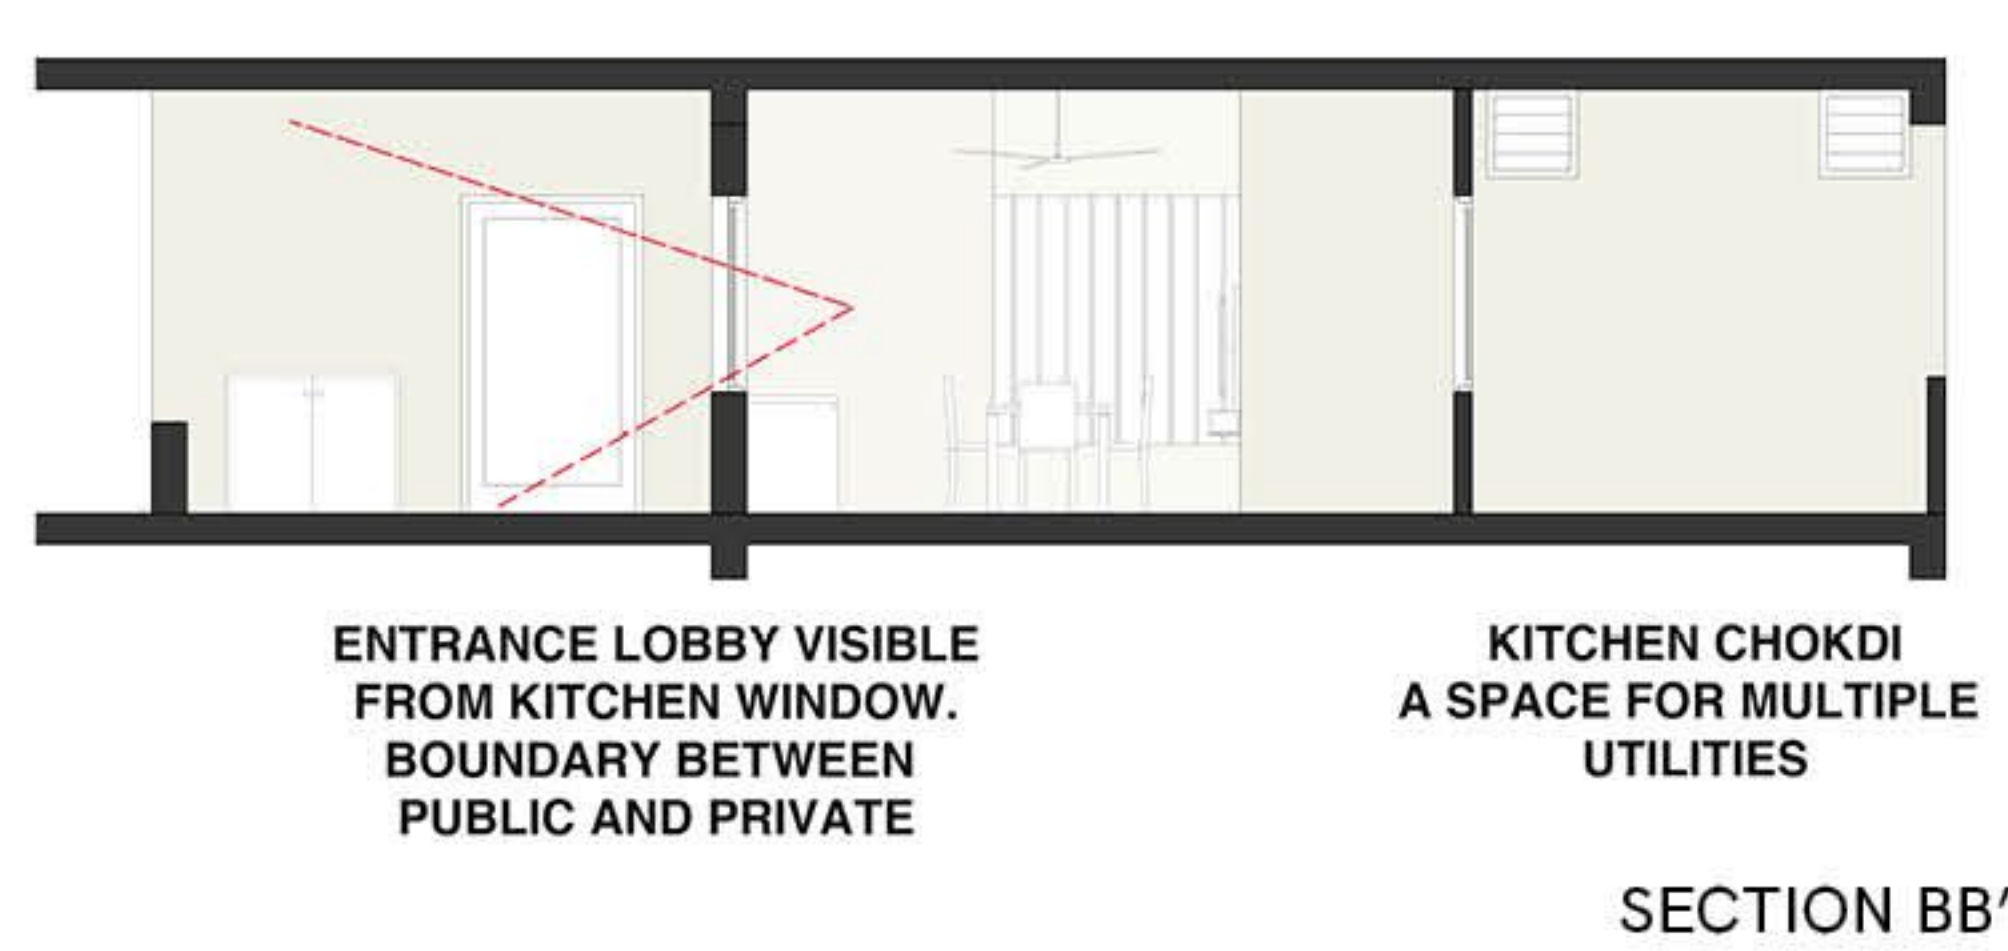 ENTRANCE LOBBY VISIBLE
FROM KITCHEN WINDOW.
BOUNDARY BETWEEN
PUBLIC AND PRIVATE
KITCHEN CHOKDI
A SPACE FOR MULTIPLE
UTILITIES
SECTION BB'